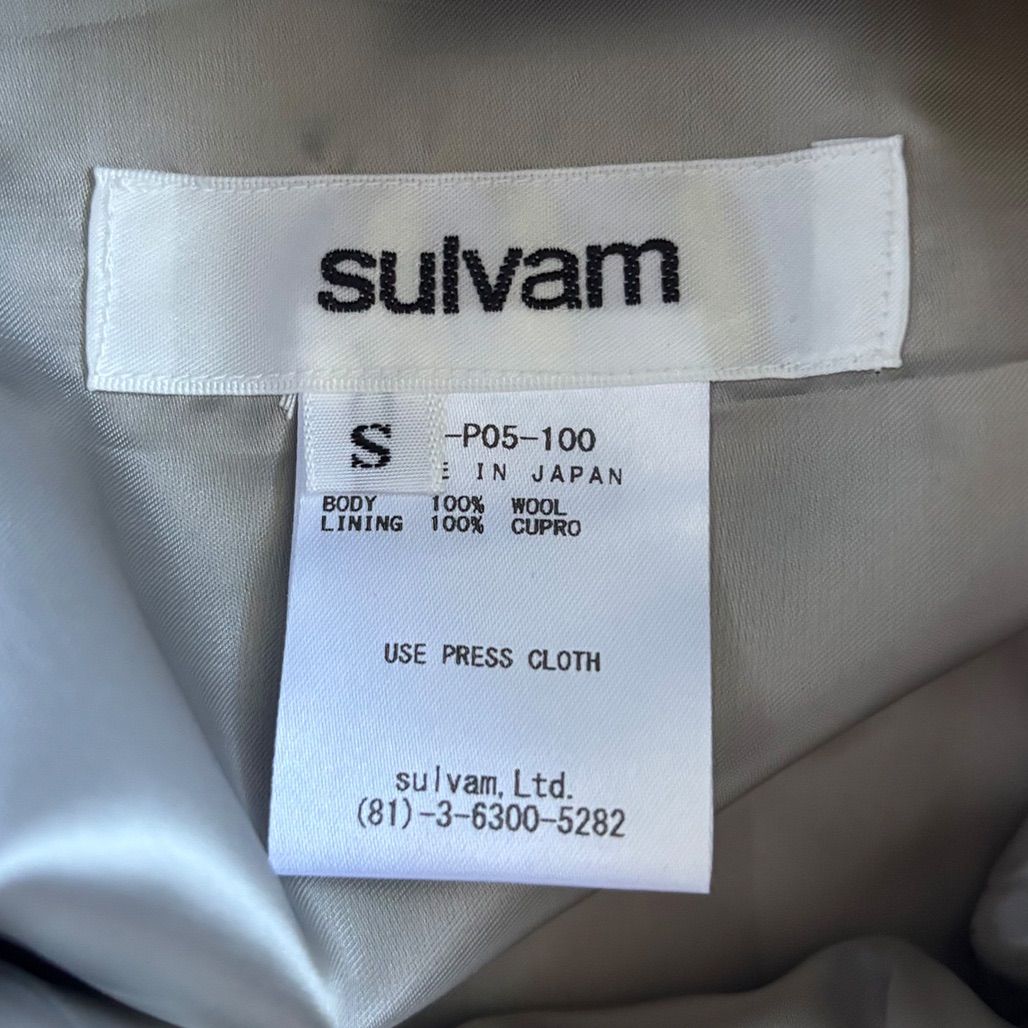 sulvam
S
-P05-100
IN JAPAN
BODY 100% WOOL
LINING 100% CUPRO
USE PRESS CLOTH
sulvam, Ltd.
(81)-3-6300-5282